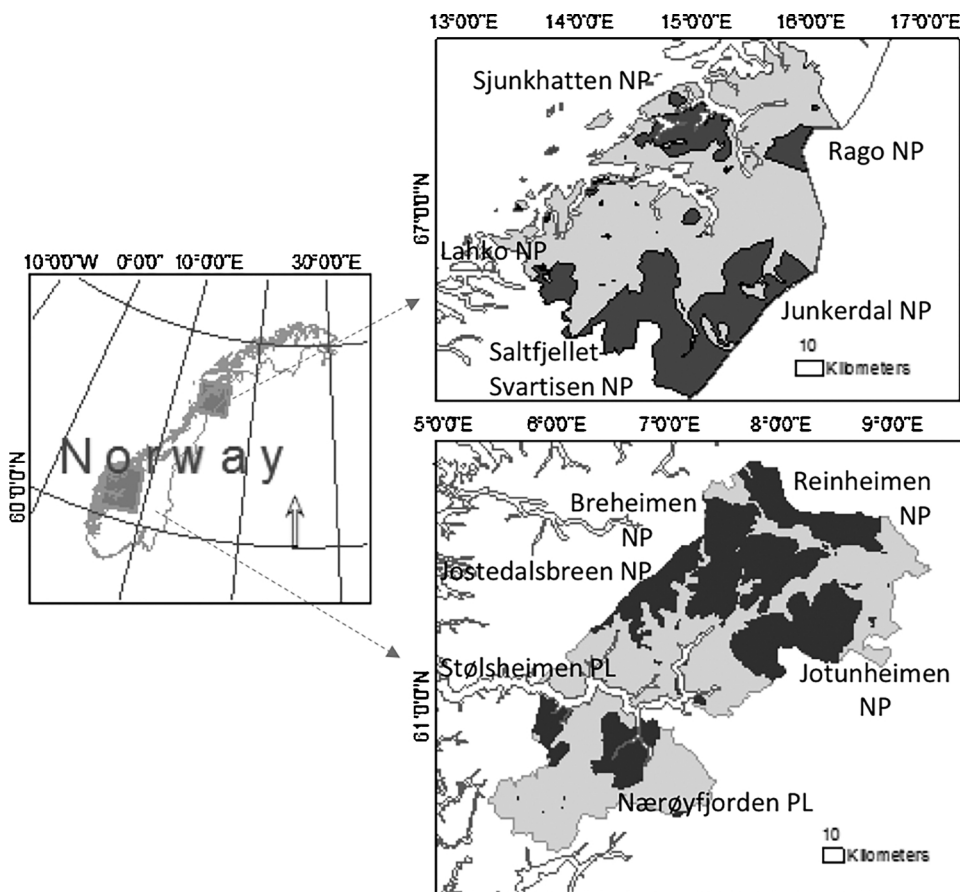 13°0'0"E 14°0'0"E 15°0'0"E 16°0'0"E 17°0'0"E
Sjunkhatten NP
Rago NP
67°0'0"N
Lahko NP
Junkerdal NP
Saltfjellet-
Svartisen NP
10
Kilometers
10°0'0"W 0°0'0" 10°0'0"E 30°0'0"E
Norway
60°0'0"N
5°0'0"E 6°0'0"E 7°0'0"E 8°0'0"E 9°0'0"E
Reinheimen
NP
Breheimen
NP
Jostedalsbreen NP
Stølsheimen PL
Jotunheimen
NP
61°0'0"N
Nærøyfjorden PL
10
Kilometers